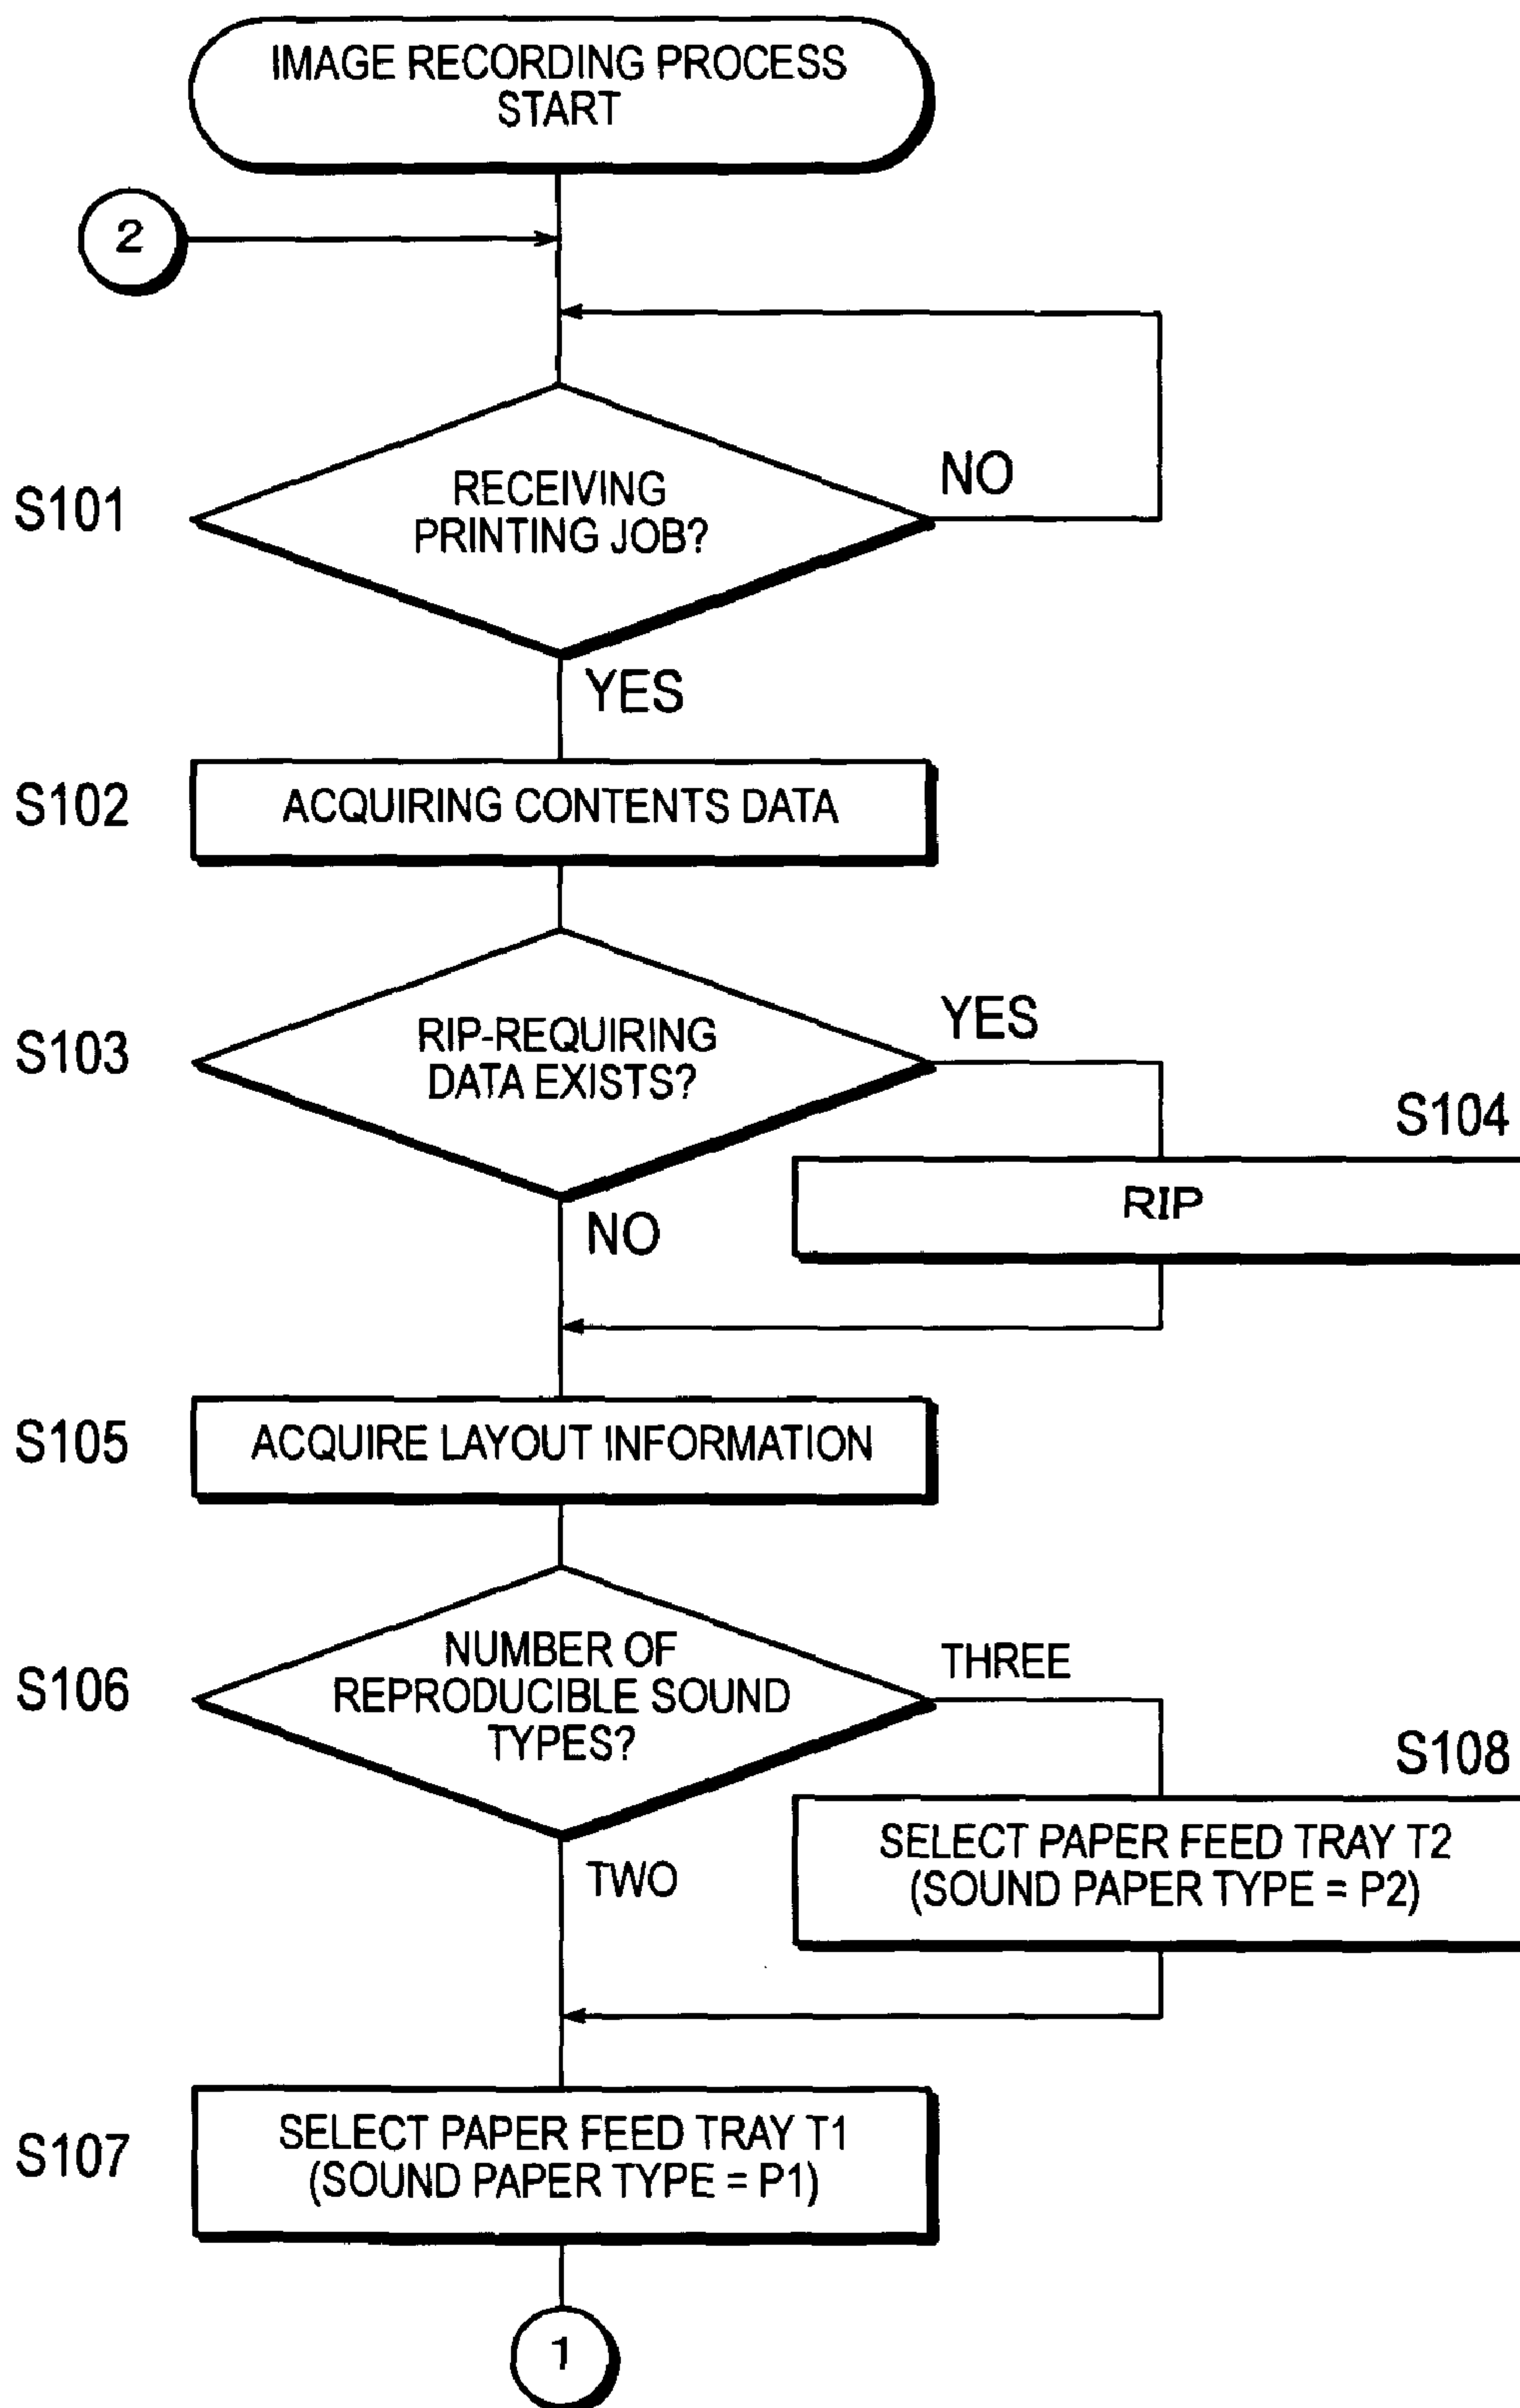 IMAGE RECORDING PROCESS
START
2
S101
RECEIVING
PRINTING JOB?
NO
YES
S102
ACQUIRING CONTENTS DATA
S103
RIP-REQUIRING
DATA EXISTS?
YES
NO
S104
RIP
S105
ACQUIRE LAYOUT INFORMATION
S106
NUMBER OF
REPRODUCIBLE SOUND
TYPES?
THREE
TWO
S108
SELECT PAPER FEED TRAY T2
(SOUND PAPER TYPE = P2)
S107
SELECT PAPER FEED TRAY T1
(SOUND PAPER TYPE = P1)
1